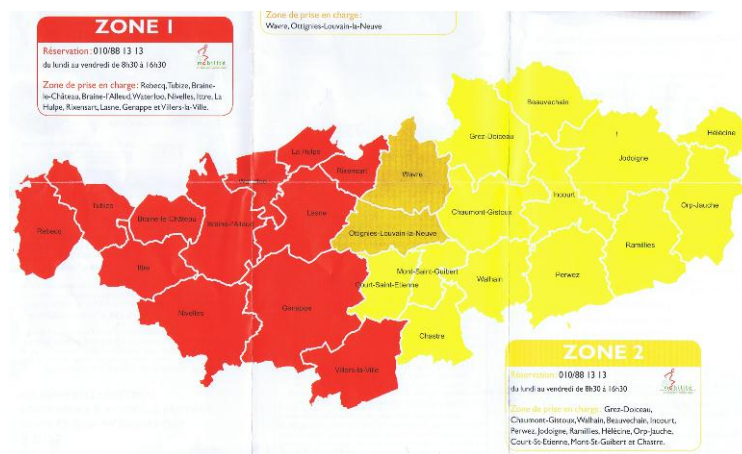 ZONE 1
Réservation : 010/88 13 13
du lundi au vendredi de 8h30 à 16h30
mobilité
Zone de prise en charge : Rebecq, Tubize, Braine-
le-Château, Braine-l'Alleud, Waterloo, Nivelles, Ittre, La
Hulpe, Rixensart, Lasne, Genappe et Villers-la-Ville.
Zone de prise en charge :
Wavre, Ottignies-Louvain-la-Neuve
Beauvechain
Grez-Doiceau
Hélécine
La Hulpe
Rixensart
Jodoigne
Wavre
Waterloo
Incourt
Tubize
Lasne
Chaumont-Gistoux
Orp-Jauche
Braine-le-Château
Braine-l'Alleud
Rebecq
Ottignies-Louvain-la-Neuve
Ramillies
Ittre
Mont-Saint-Guibert
Perwez
Walhain
Court-Saint-Etienne
Genappe
Nivelles
Chastre
Villers-la-Ville
ZONE 2
Réservation : 010/88 13 13
du lundi au vendredi de 8h30 à 16h30
mobilité
Zone de prise en charge : Grez-Doiceau,
Chaumont-Gistoux, Walhain, Beauvechain, Incourt,
Perwez, Jodoigne, Ramillies, Hélécine, Orp-Jauche,
Court-St-Etienne, Mont-St-Guibert et Chastre.